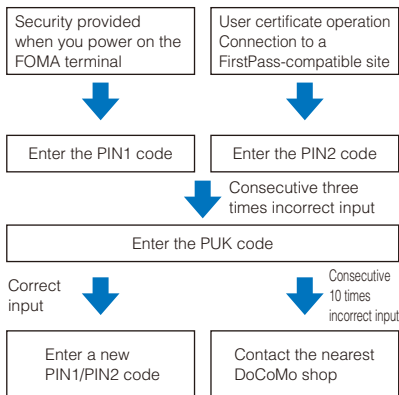 Security provided
when you power on the
FOMA terminal
User certificate operation
Connection to a
FirstPass-compatible site
Enter the PIN1 code
Enter the PIN2 code
Consecutive three
times incorrect input
Enter the PUK code
Correct
input
Consecutive
10 times
incorrect input
Enter a new
PIN1/PIN2 code
Contact the nearest
DoCoMo shop